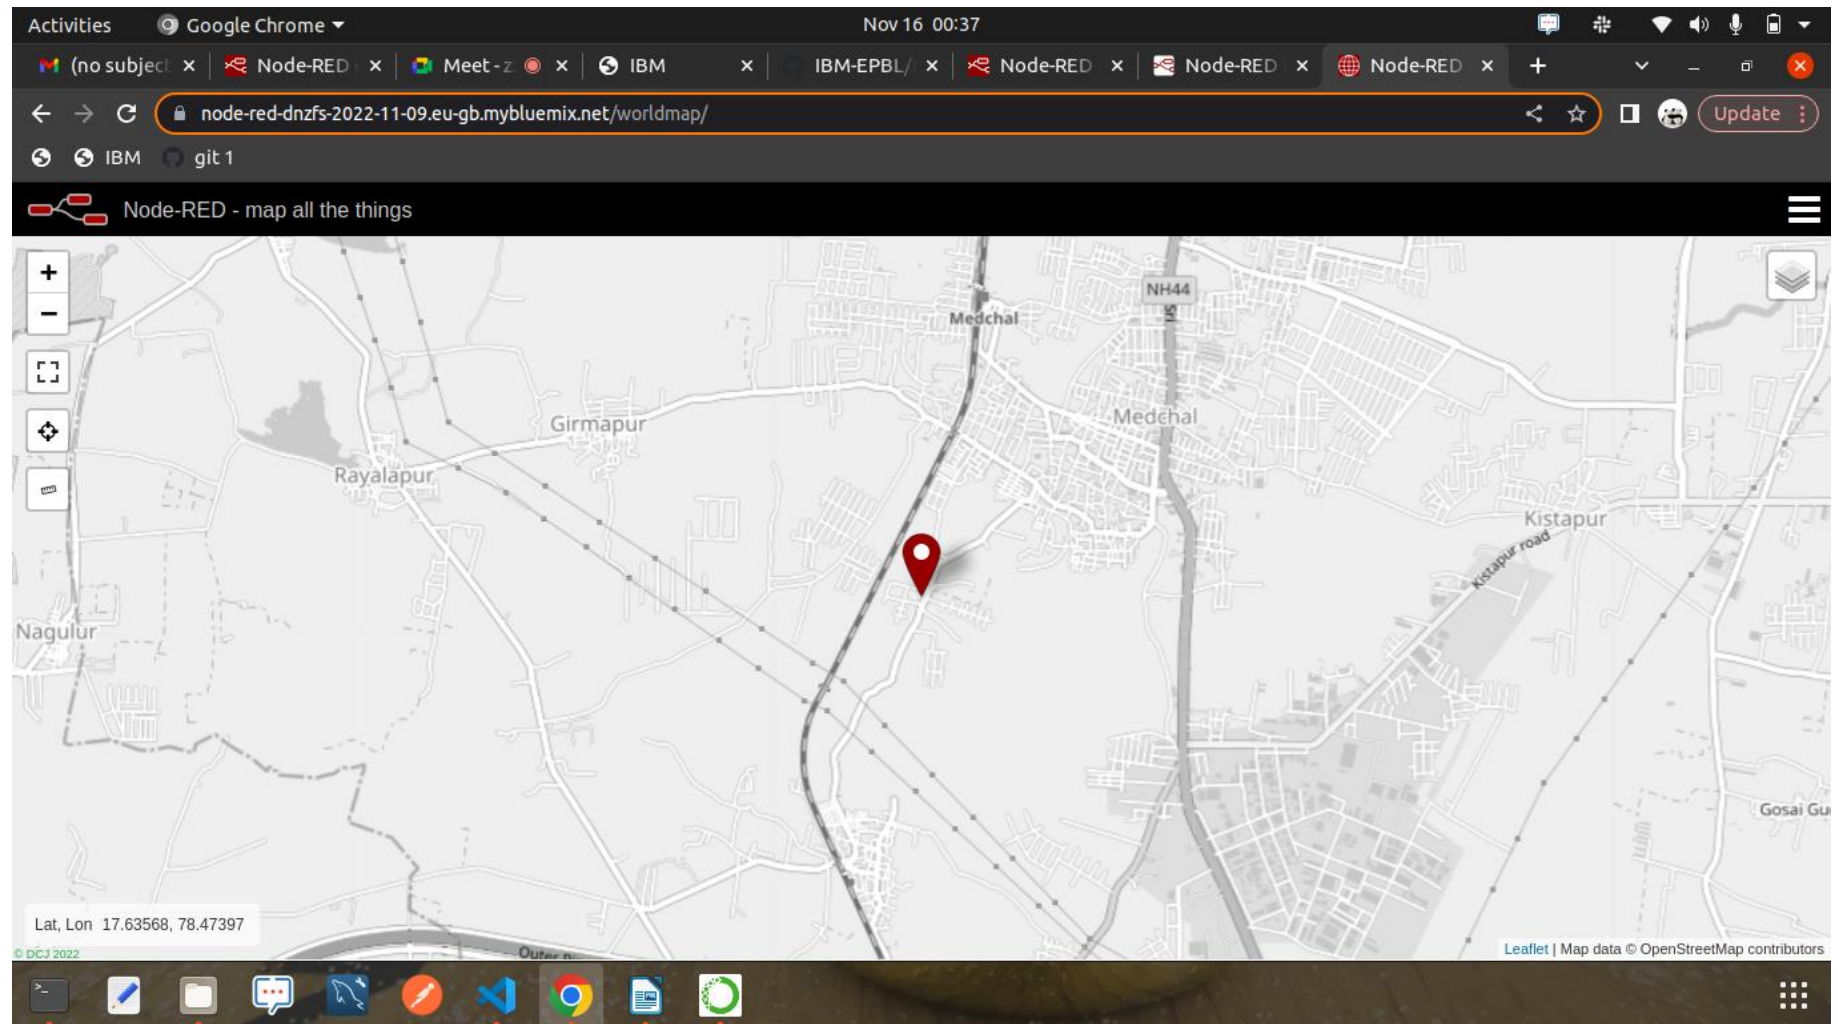 Activities Google Chrome Nov 16 00:37
(no subject Node-RED Meet - z IBM IBM-EPBL/ Node-RED Node-RED Node-RED
node-red-dnzfs-2022-11-09.eu-gb.mybluemix.net/worldmap/ Update
IBM git 1
Node-RED - map all the things
+
NH44
Sri
Medchal
−
Medchal
Girmapur
Rayalapur
Kistapur
Kistapur road
Nagulur
Gosai Gu
Lat, Lon 17.63568, 78.47397
© DCJ 2022
Outer
Leaflet | Map data © OpenStreetMap contributors